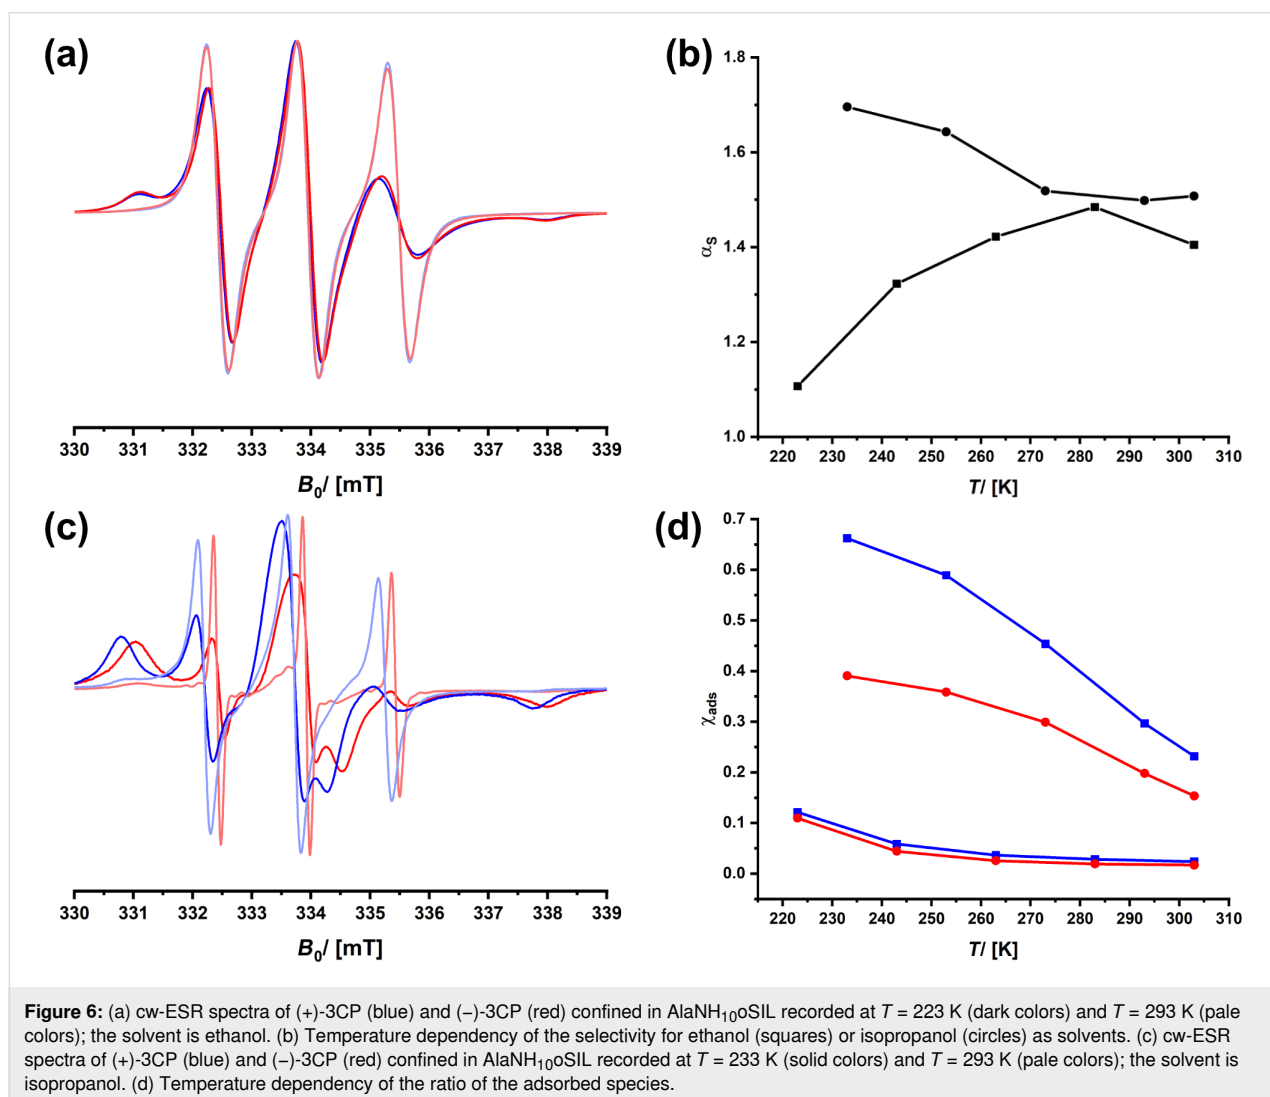 (a)
330 331 332 333 334 335 336 337 338 339
B0/ [mT]
(b)
1.8
1.6
1.4
1.2
1.0
αS
220 230 240 250 260 270 280 290 300 310
T/ [K]
(c)
330 331 332 333 334 335 336 337 338 339
B0/ [mT]
(d)
0.7
0.6
0.5
0.4
0.3
0.2
0.1
0.0
χads
220 230 240 250 260 270 280 290 300 310
T/ [K]
Figure 6: (a) cw-ESR spectra of (+)-3CP (blue) and (−)-3CP (red) confined in AlaNH10oSIL recorded at T = 223 K (dark colors) and T = 293 K (pale
colors); the solvent is ethanol. (b) Temperature dependency of the selectivity for ethanol (squares) or isopropanol (circles) as solvents. (c) cw-ESR
spectra of (+)-3CP (blue) and (−)-3CP (red) confined in AlaNH10oSIL recorded at T = 233 K (solid colors) and T = 293 K (pale colors); the solvent is
isopropanol. (d) Temperature dependency of the ratio of the adsorbed species.